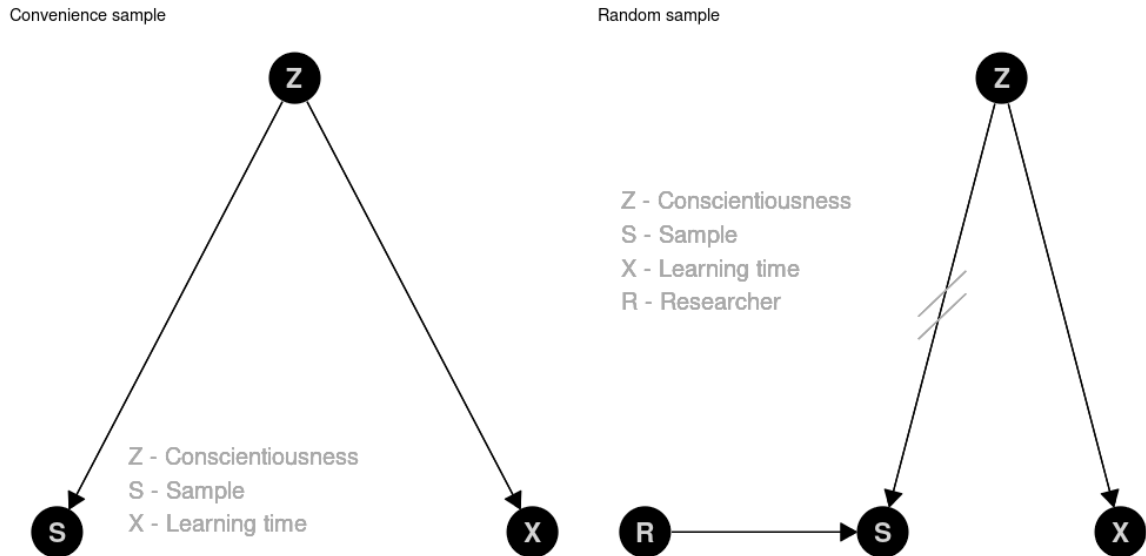 Convenience sample
Z
Z - Conscientiousness
S - Sample
X - Learning time
S
X
Random sample
Z
Z - Conscientiousness
S - Sample
X - Learning time
R - Researcher
R
S
X